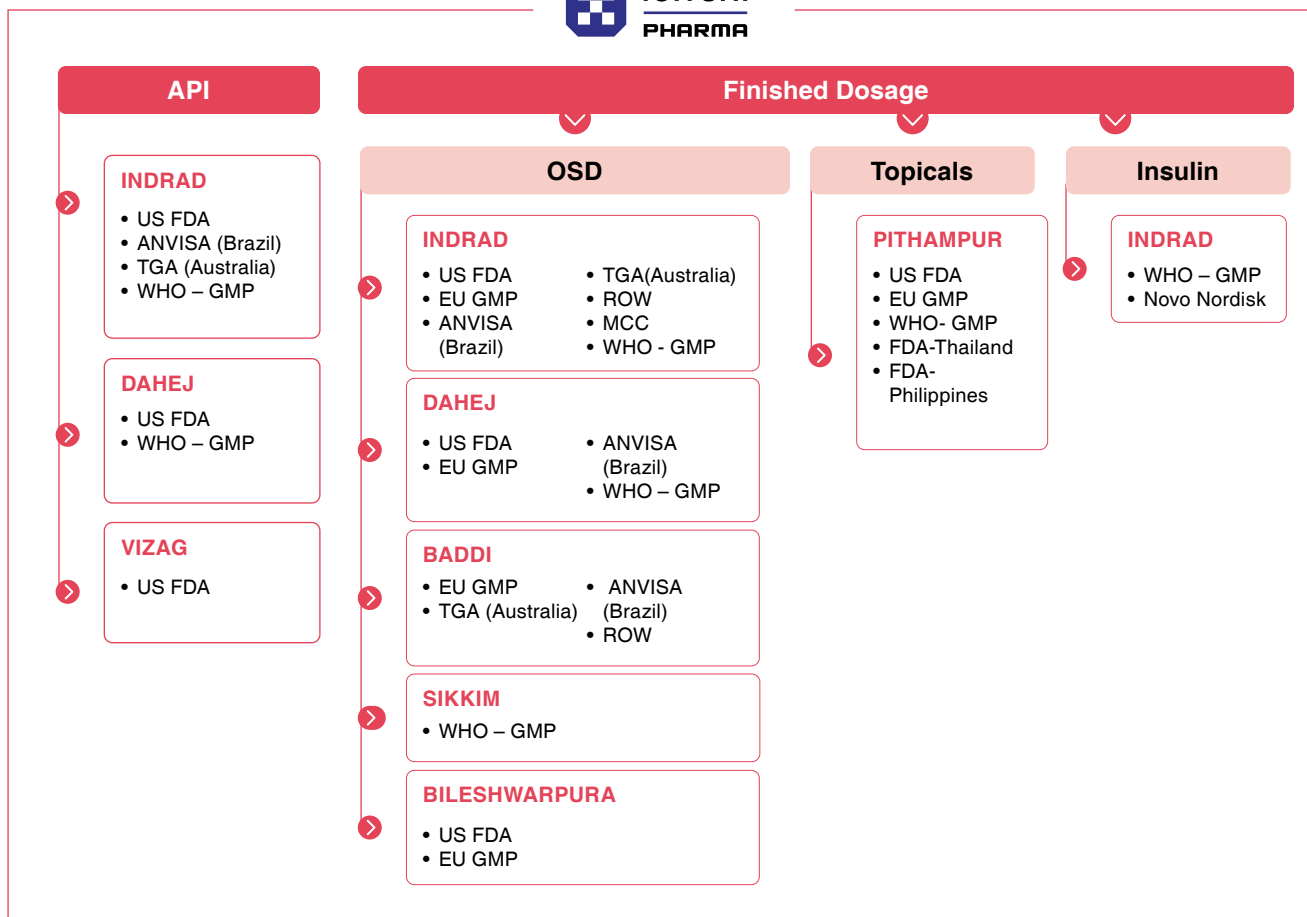 PHARMA
API
INDRAD
• US FDA
• ANVISA (Brazil)
• TGA (Australia)
• WHO – GMP
DAHEJ
• US FDA
• WHO – GMP
VIZAG
• US FDA
Finished Dosage
OSD
INDRAD
• US FDA
• EU GMP
• ANVISA
(Brazil)
• TGA(Australia)
• ROW
• MCC
• WHO - GMP
DAHEJ
• US FDA
• EU GMP
• ANVISA
(Brazil)
• WHO – GMP
BADDI
• EU GMP
• TGA (Australia)
• ANVISA
(Brazil)
• ROW
SIKKIM
• WHO – GMP
BILESHWARPURA
• US FDA
• EU GMP
Topicals
PITHAMPUR
• US FDA
• EU GMP
• WHO- GMP
• FDA-Thailand
• FDA-
Philippines
Insulin
INDRAD
• WHO – GMP
• Novo Nordisk